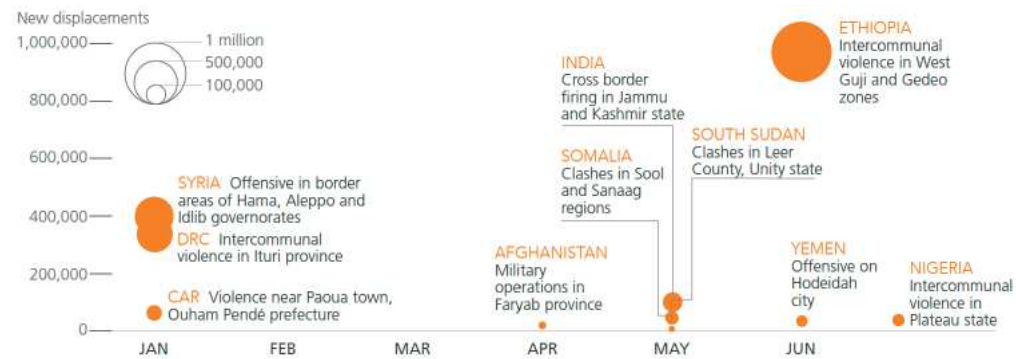 New displacements
1,000,000
800,000
600,000
400,000
200,000
0
1 million
500,000
100,000
SYRIA Offensive in border
areas of Hama, Aleppo and
Idlib governorates
DRC Intercommunal
violence in Ituri province
CAR Violence near Paoua town,
Ouham Pendé prefecture
AFGHANISTAN
Military
operations in
Faryab province
INDIA
Cross border
firing in Jammu
and Kashmir state
SOMALIA
Clashes in Sool
and Sanaag
regions
SOUTH SUDAN
Clashes in Leer
County, Unity state
ETHIOPIA
Intercommunal
violence in West
Guji and Gedeo
zones
YEMEN
Offensive on
Hodeidah
city
NIGERIA
Intercommunal
violence in
Plateau state
JAN FEB MAR APR MAY JUN